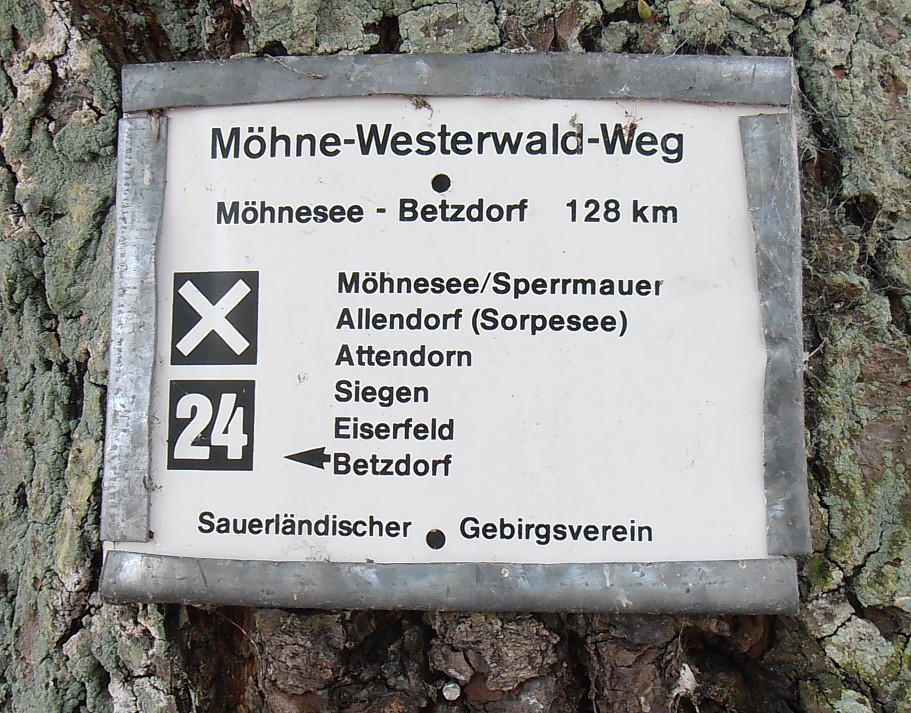 Möhne-Westerwald-Weg
Möhnesee - Betzdorf 128 km
Möhnesee/Sperrmauer
Allendorf (Sorpesee)
Attendorn
Siegen
24
Eiserfeld
Betzdorf
Sauerländischer Gebirgsverein